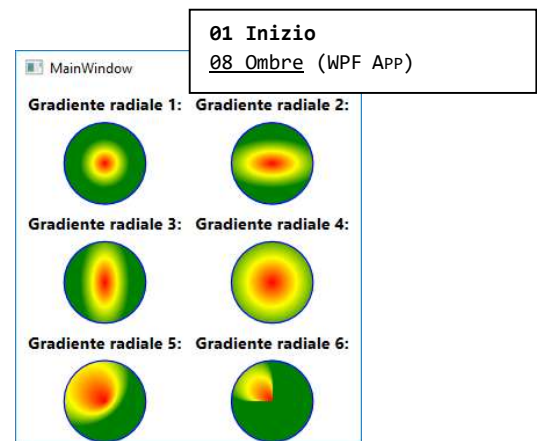 01 Inizio
08 Ombre (WPF APP)
MainWindow
Gradiente radiale 1: Gradiente radiale 2:
Gradiente radiale 3: Gradiente radiale 4:
Gradiente radiale 5: Gradiente radiale 6: